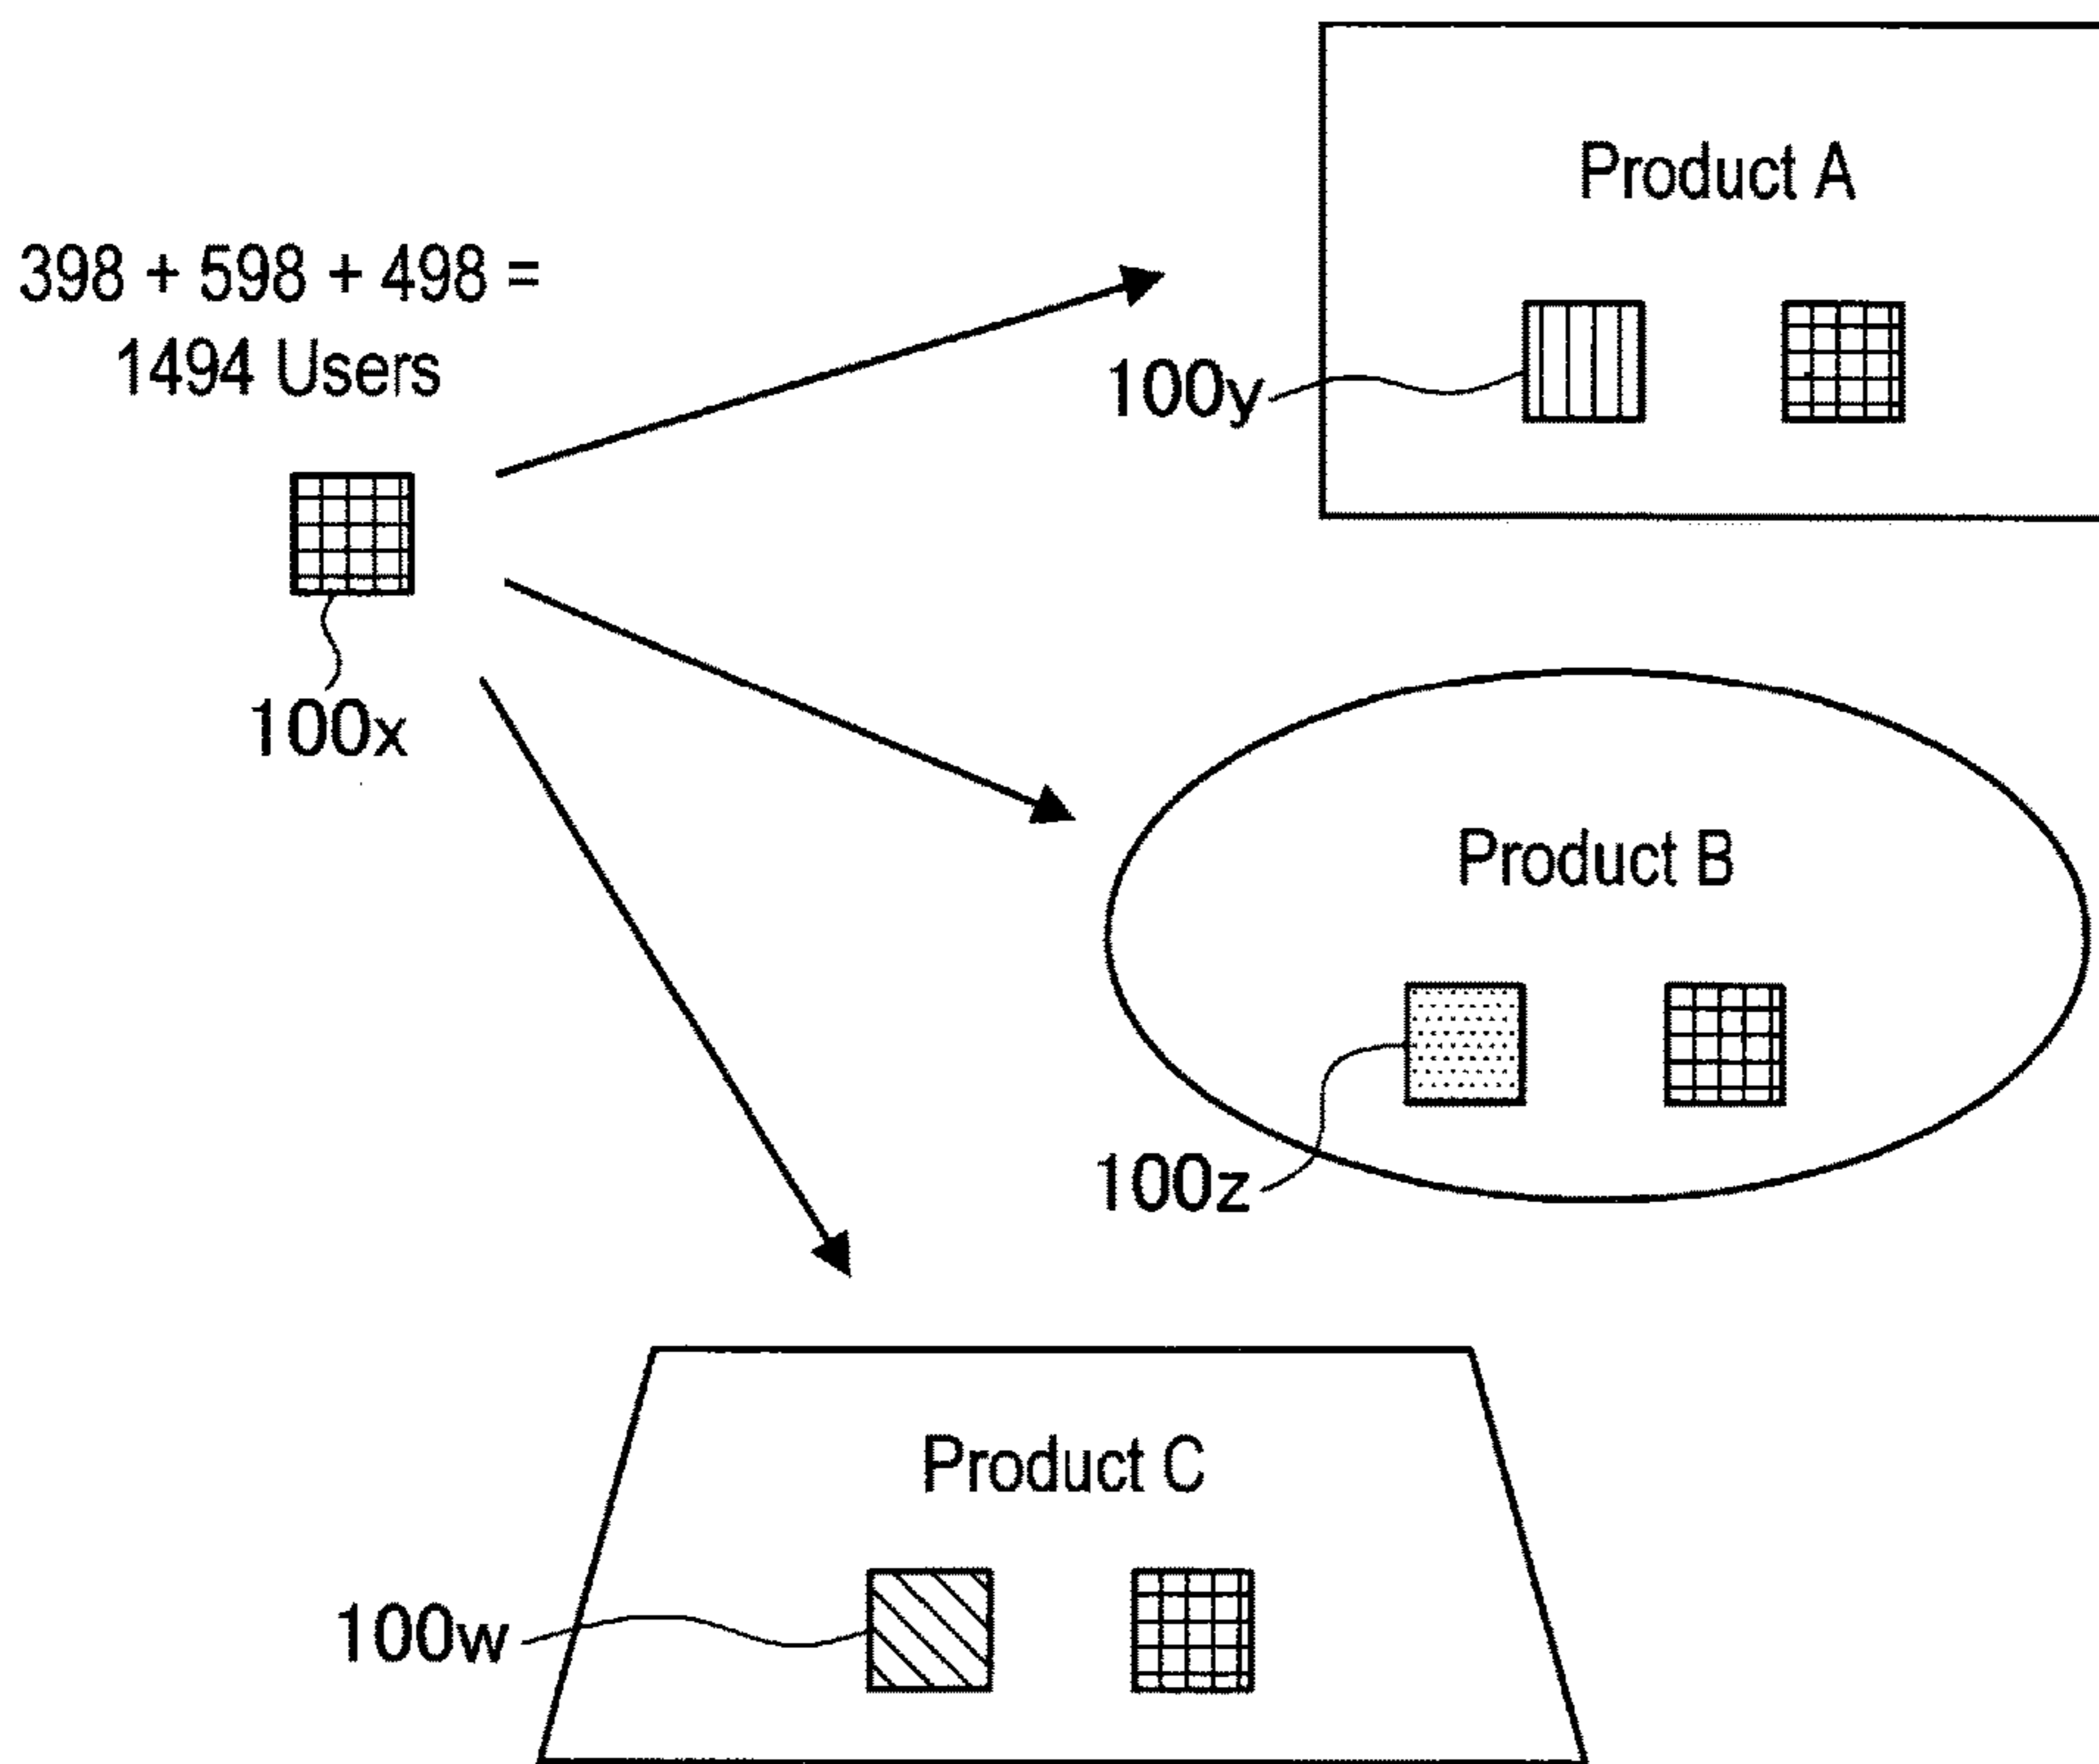 398 + 598 + 498 =
1494 Users
100x
Product A
100y
Product B
100z
Product C
100w